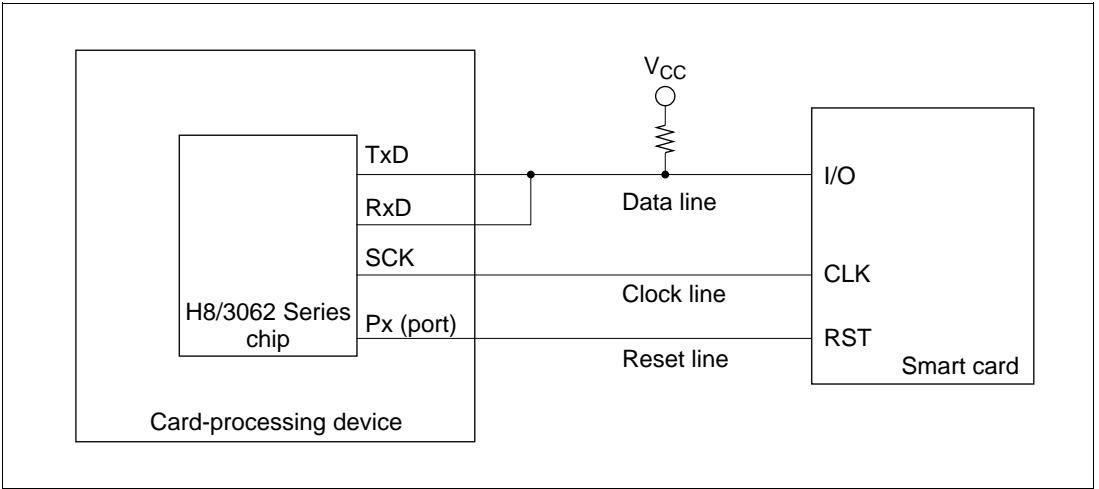 VCC
TxD
I/O
RxD
Data line
SCK
CLK
Clock line
H8/3062 Series
chip
Px (port)
RST
Reset line
Smart card
Card-processing device